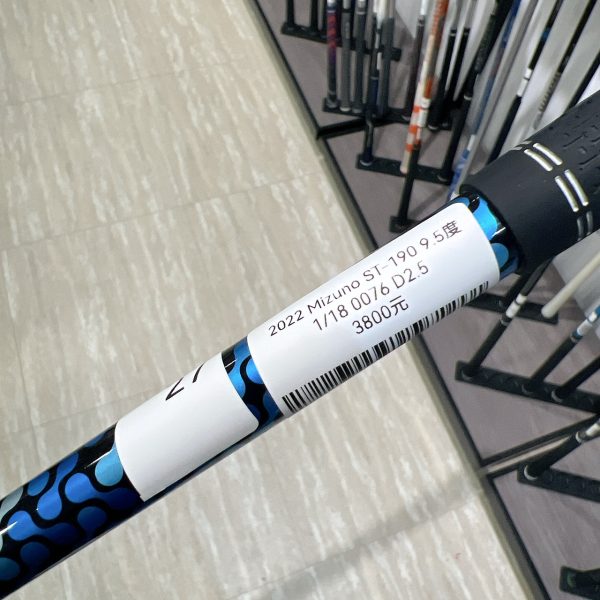 2022 Mizuno ST-190 9.5度
1/18 0076 D2.5
3800元